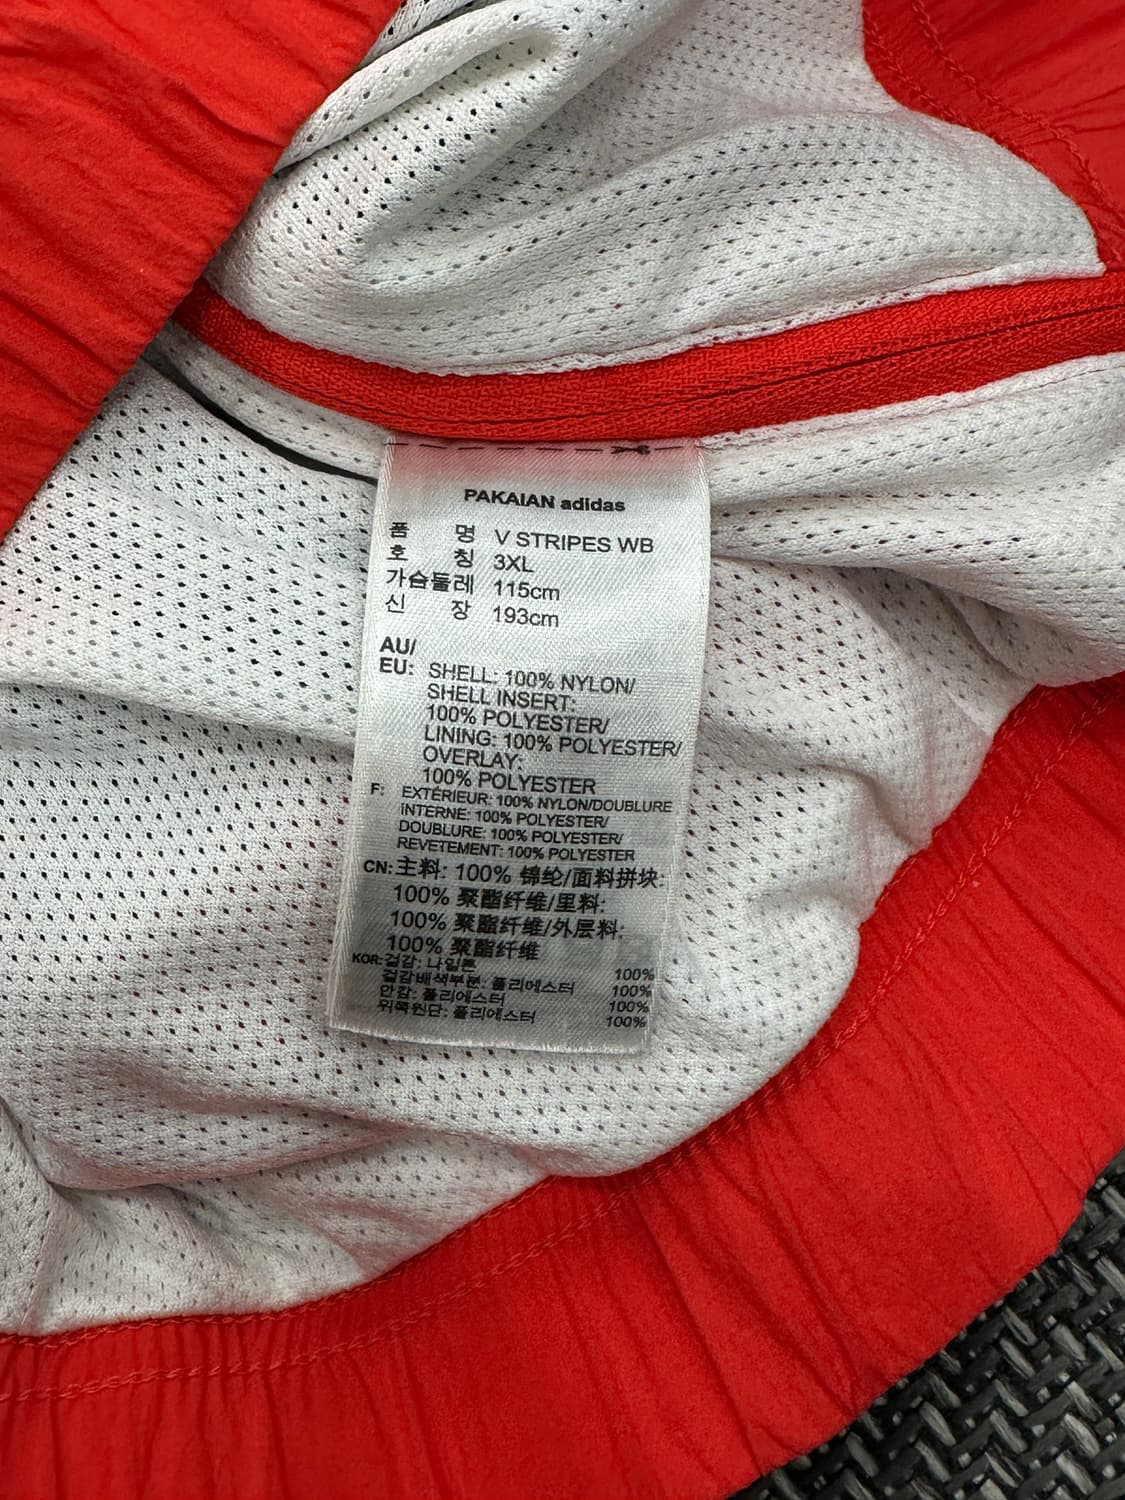 PAKAIAN adidas
품 명 V STRIPES WB
호 칭 3XL
가슴둘레 115cm
신 장 193cm
AU/
EU: SHELL: 100% NYLON/
SHELL INSERT:
100% POLYESTER/
LINING: 100% POLYESTER/
OVERLAY:
100% POLYESTER
F: EXTÉRIEUR: 100% NYLON/DOUBLURE
INTERNE: 100% POLYESTER/
DOUBLURE: 100% POLYESTER/
REVETEMENT: 100% POLYESTER
CN: 主料: 100% 锦纶/面料拼块:
100% 聚酯纤维/里料:
100% 聚酯纤维/外层料:
100% 聚酯纤维
KOR: 겉감: 나일론 100%
겉감배색부분: 폴리에스터 100%
안감: 폴리에스터 100%
위쪽원단: 폴리에스터 100%